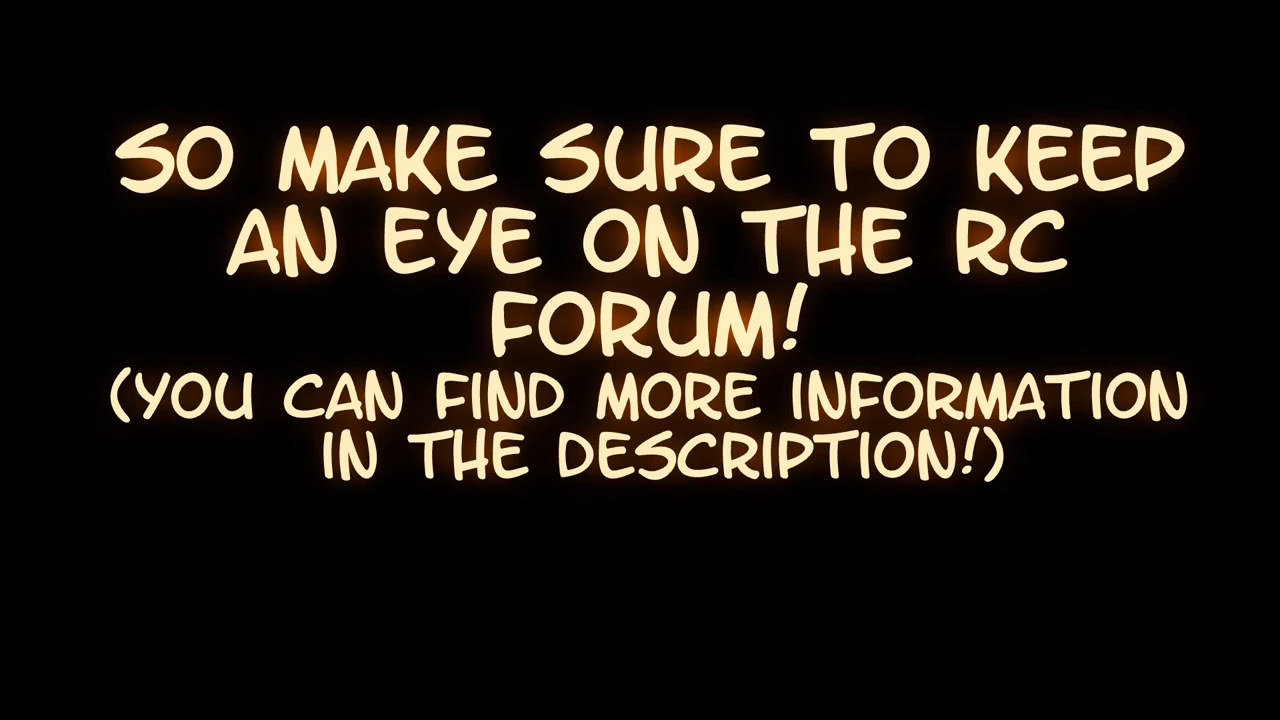 SO MAKE SURE TO KEEP
AN EYE ON THE RC
FORUM!
(YOU CAN FIND MORE INFORMATION
IN THE DESCRIPTION!)